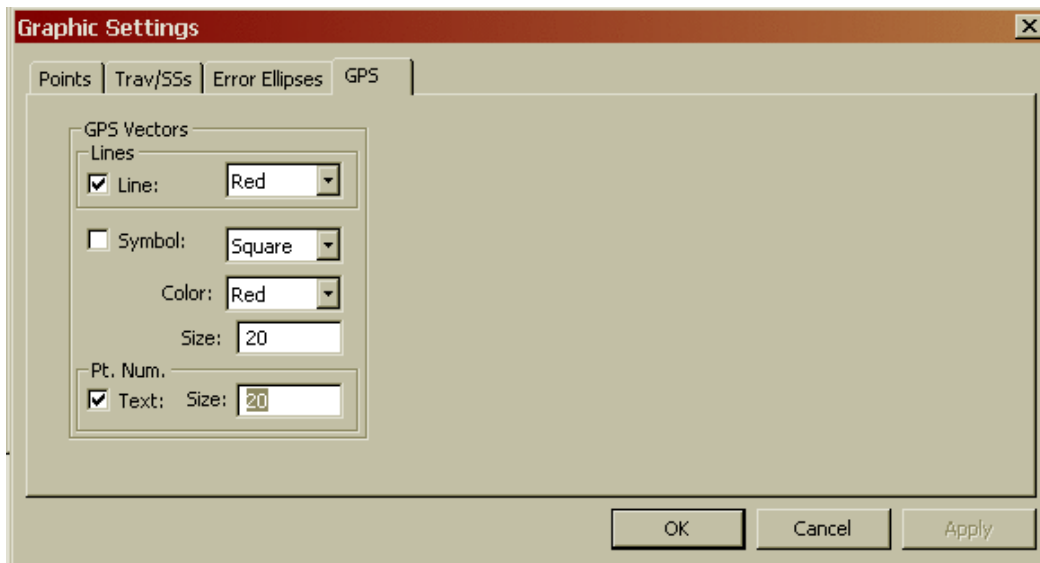 Graphic Settings
Points Trav/SSs Error Ellipses GPS
GPS Vectors
Lines
Line: Red
Symbol: Square
Color: Red
Size: 20
Pt. Num.
Text: Size: 20
OK Cancel Apply